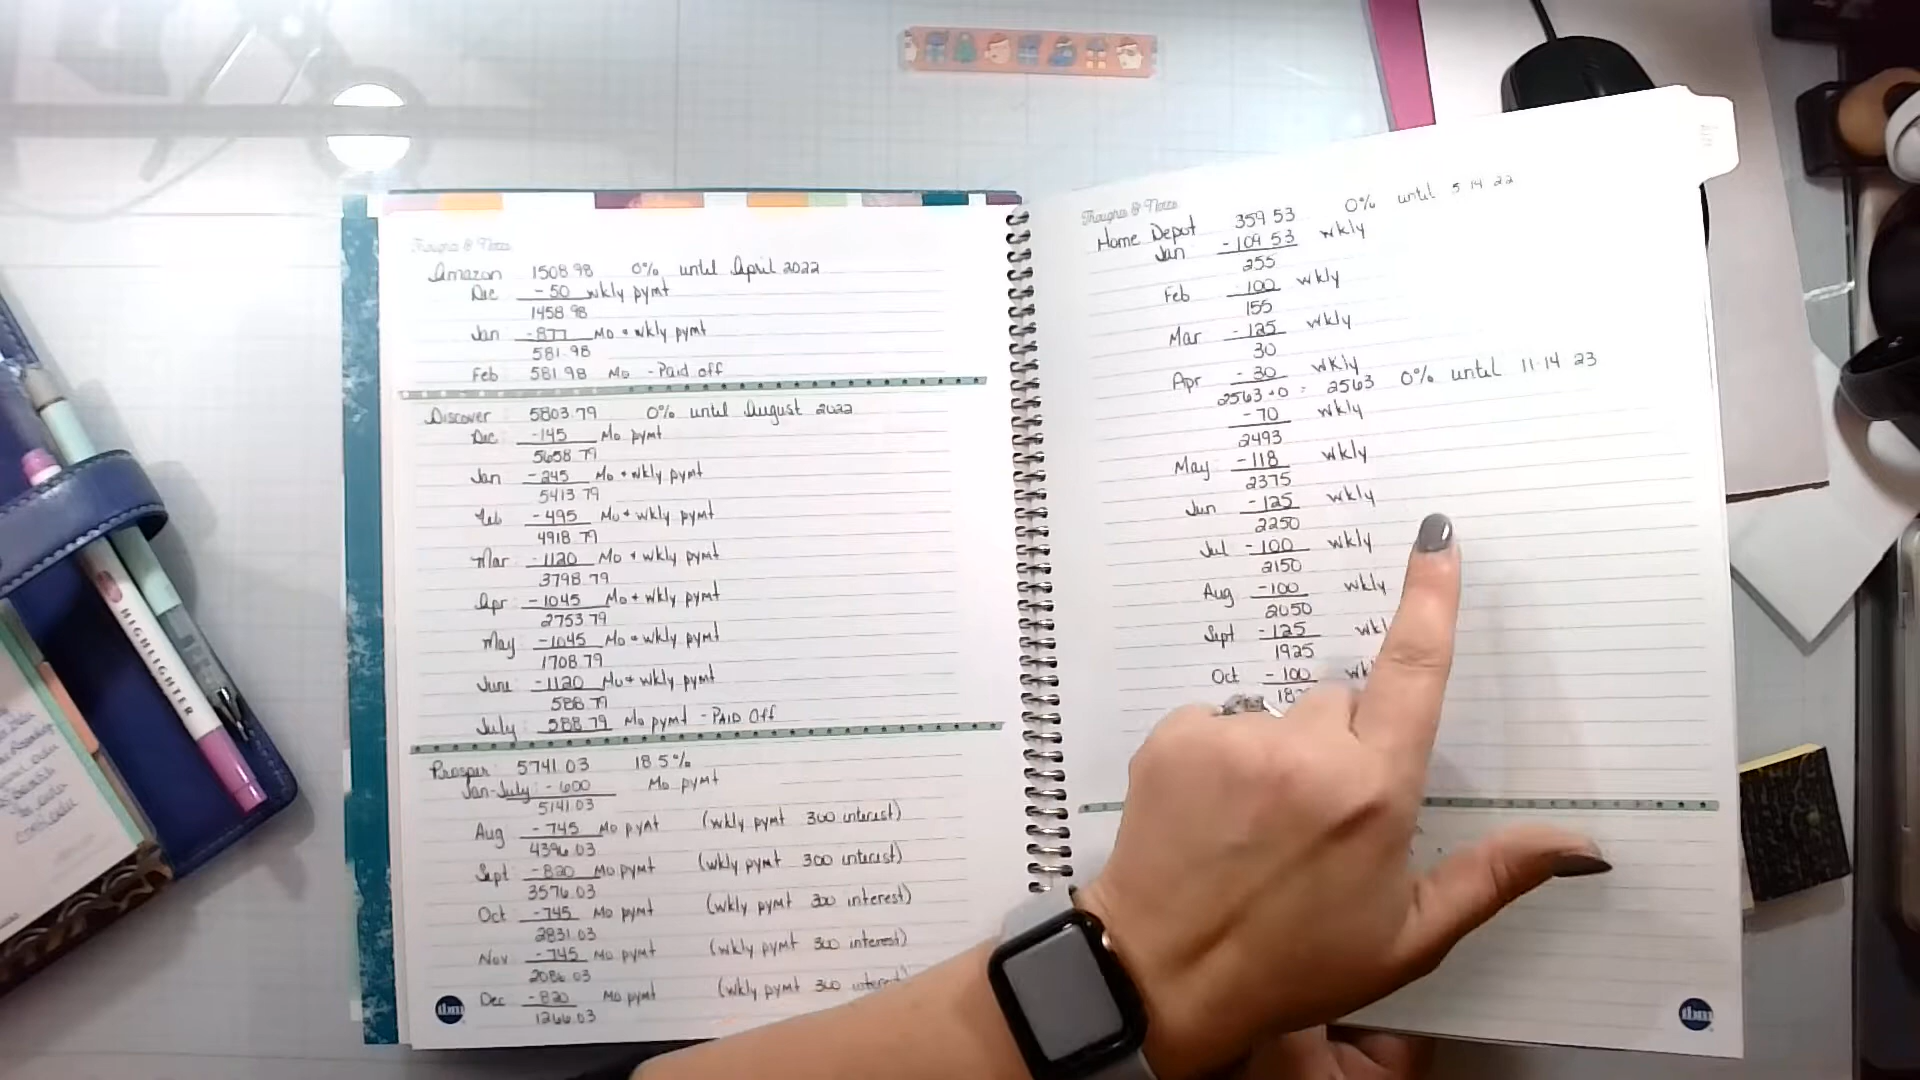 Thoughts & Notes
Amazon 1508.98 0% until April 2022
Dec - 50 wkly pymt
1458.98
Jan - 877 Mo + wkly pymt
581.98
Feb 581.98 Mo - Paid off
Discover 5803.79 0% until August 2022
Dec - 145 Mo pymt
5658.79
Jan - 245 Mo + wkly pymt
5413.79
Feb - 495 Mo + wkly pymt
4918.79
Mar - 1120 Mo + wkly pymt
3798.79
Apr - 1045 Mo + wkly pymt
2753.79
May - 1045 Mo + wkly pymt
1708.79
June - 1120 Mo + wkly pymt
588.79
July 588.79 Mo pymt - PAID Off
Prosper 5741.03 18.5%
Jan-July: - 600 Mo pymt
5141.03
Aug - 745 Mo pymt (wkly pymt 300 interest)
4396.03
Sept - 820 Mo pymt (wkly pymt 300 interest)
3576.03
Oct - 745 Mo pymt (wkly pymt 300 interest)
2831.03
Nov - 745 Mo pymt (wkly pymt 300 interest)
2086.03
Dec - 820 Mo pymt (wkly pymt 300 interest)
1266.03
tbm
Thoughts & Notes
Home Depot 359.53 0% until 5.14.22
Jan - 104.53 wkly
255
Feb 100 wkly
155
Mar - 125 wkly
30
Apr - 30 wkly
2563 + 0 = 2563 0% until 11.14.23
- 70 wkly
2493
May - 118 wkly
2375
Jun - 125 wkly
2250
Jul - 100 wkly
2150
Aug - 100 wkly
2050
Sept - 125
1925
Oct - 100
tbm
HIGHLIGHTER